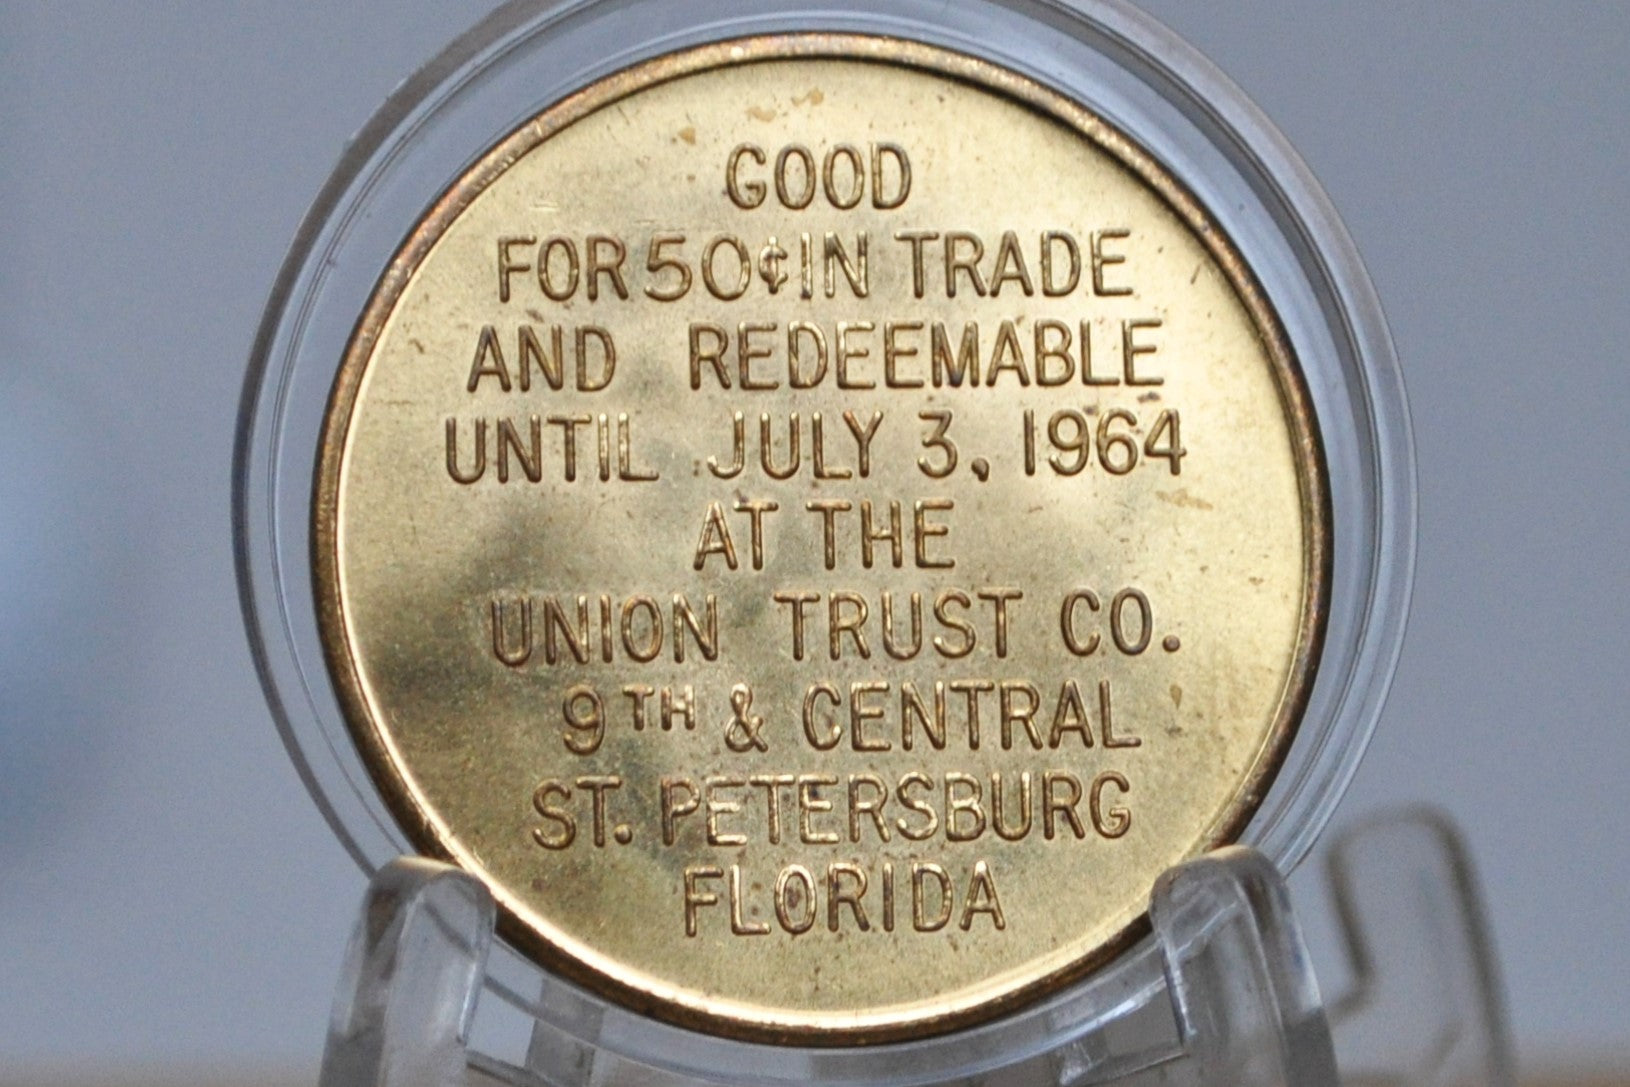 GOOD
FOR 50¢ IN TRADE
AND REDEEMABLE
UNTIL JULY 3, 1964
AT THE
UNION TRUST CO.
9TH & CENTRAL
ST. PETERSBURG
FLORIDA